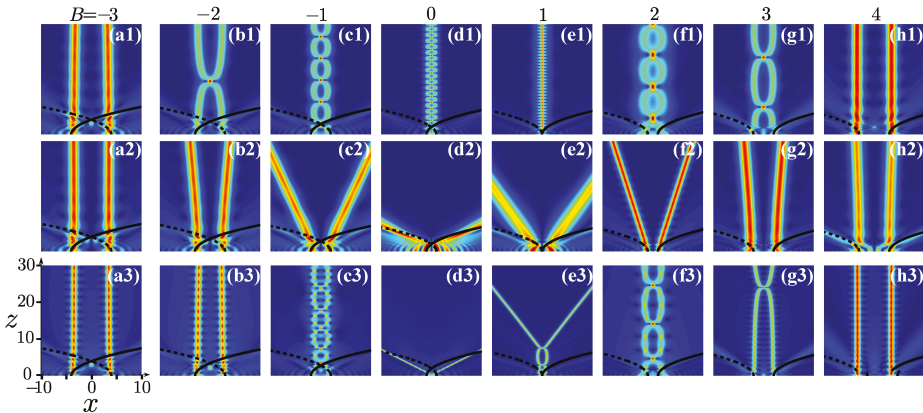 B=−3 −2 −1 0 1 2 3 4
(a1) (b1) (c1) (d1) (e1) (f1) (g1) (h1)
(a2) (b2) (c2) (d2) (e2) (f2) (g2) (h2)
30 (a3) (b3) (c3) (d3) (e3) (f3) (g3) (h3)
20
z
10
0
−10 0 10
x